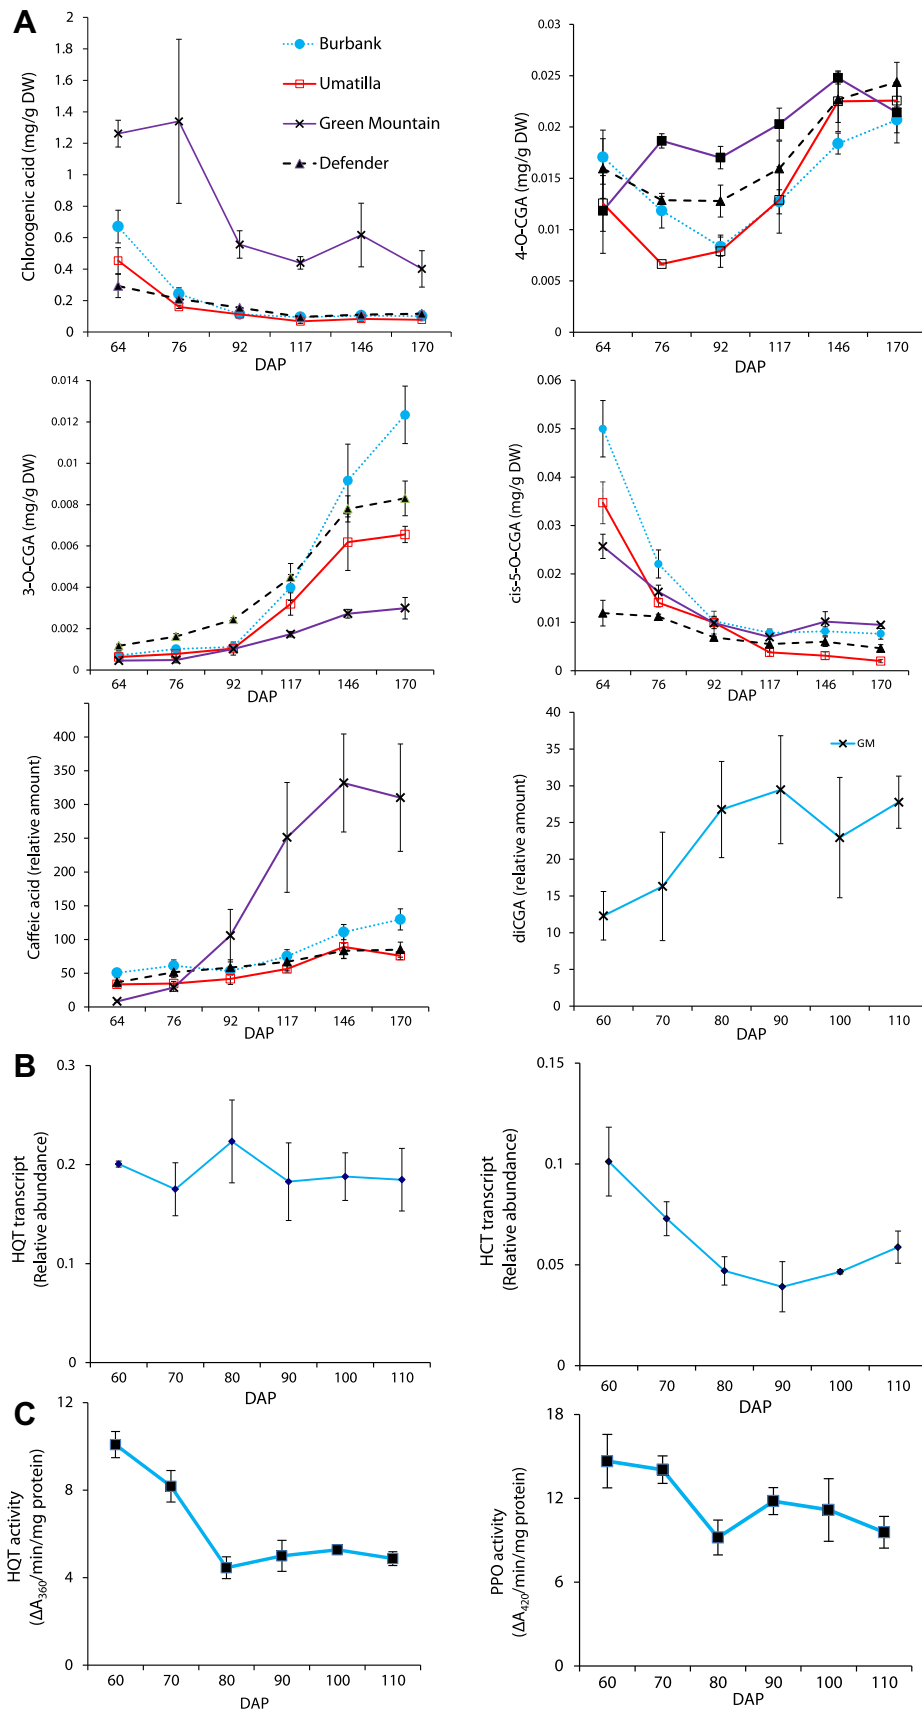 A
Chlorogenic acid (mg/g DW)
2
1.8
1.6
1.4
1.2
1
0.8
0.6
0.4
0.2
0
Burbank
Umatilla
Green Mountain
Defender
64 76 92 117 146 170
DAP
4-O-CGA (mg/g DW)
0.03
0.025
0.02
0.015
0.01
0.005
0
64 76 92 117 146 170
DAP
3-O-CGA (mg/g DW)
0.014
0.012
0.01
0.008
0.006
0.004
0.002
0
64 76 92 117 146 170
DAP
cis-5-O-CGA (mg/g DW)
0.06
0.05
0.04
0.03
0.02
0.01
0
64 76 92 117 146 170
DAP
Caffeic acid (relative amount)
400
350
300
250
200
150
100
50
0
64 76 92 117 146 170
DAP
diCGA (relative amount)
40
35
30
25
20
15
10
5
0
GM
60 70 80 90 100 110
DAP
B
HQT transcript
(Relative abundance)
0.3
0.2
0.1
0
60 70 80 90 100 110
DAP
HCT transcript
(Relative abundance)
0.15
0.1
0.05
0
60 70 80 90 100 110
DAP
C
HQT activity
(ΔA360/min/mg protein)
12
8
4
0
60 70 80 90 100 110
DAP
PPO activity
(ΔA420/min/mg protein)
18
12
6
0
60 70 80 90 100 110
DAP